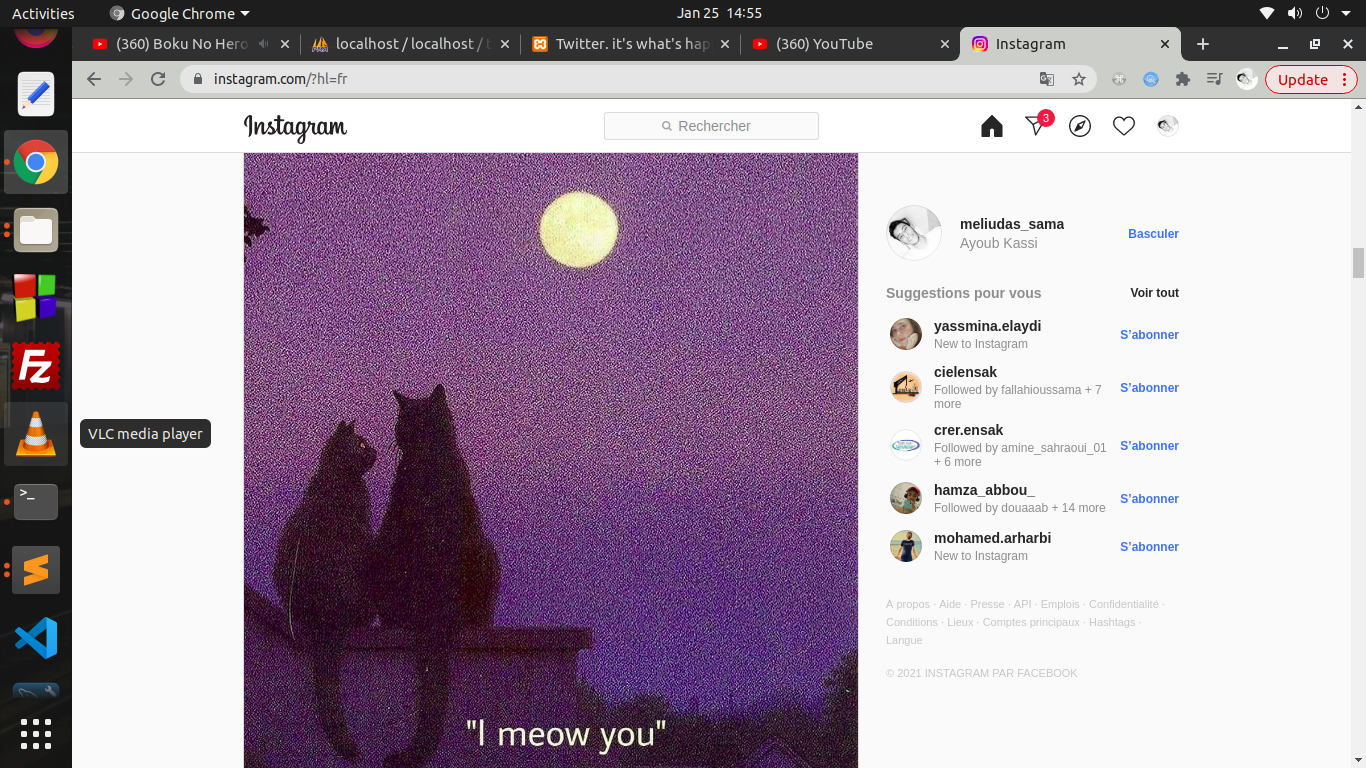 Activities
Google Chrome
Jan 25 14:55
(360) Boku No Hero
localhost / localhost / t
Twitter. it's what's hap
(360) YouTube
Instagram
instagram.com/?hl=fr
Update
Instagram
Rechercher
3
meliudas_sama
Ayoub Kassi
Basculer
Suggestions pour vous
Voir tout
yassmina.elaydi
New to Instagram
S'abonner
cielensak
Followed by fallahioussama + 7
more
S'abonner
crer.ensak
Followed by amine_sahraoui_01
+ 6 more
S'abonner
hamza_abbou_
Followed by douaaab + 14 more
S'abonner
mohamed.arharbi
New to Instagram
S'abonner
À propos · Aide · Presse · API · Emplois · Confidentialité ·
Conditions · Lieux · Comptes principaux · Hashtags ·
Langue
© 2021 INSTAGRAM PAR FACEBOOK
Fz
VLC media player
>_
"I meow you"